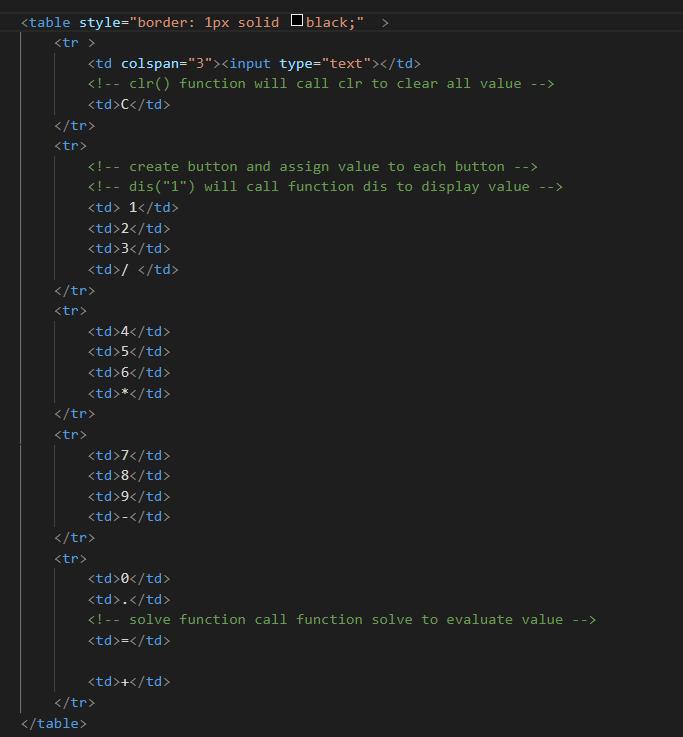 <table style="border: 1px solid black;"  >
    <tr >
        <td colspan="3"><input type="text"></td>
        <!-- clr() function will call clr to clear all value -->
        <td>C</td>
    </tr>
    <tr>
        <!-- create button and assign value to each button -->
        <!-- dis("1") will call function dis to display value -->
        <td> 1</td>
        <td>2</td>
        <td>3</td>
        <td>/ </td>
    </tr>
    <tr>
        <td>4</td>
        <td>5</td>
        <td>6</td>
        <td>*</td>
    </tr>
    <tr>
        <td>7</td>
        <td>8</td>
        <td>9</td>
        <td>-</td>
    </tr>
    <tr>
        <td>0</td>
        <td>.</td>
        <!-- solve function call function solve to evaluate value -->
        <td>=</td>

        <td>+</td>
    </tr>
</table>